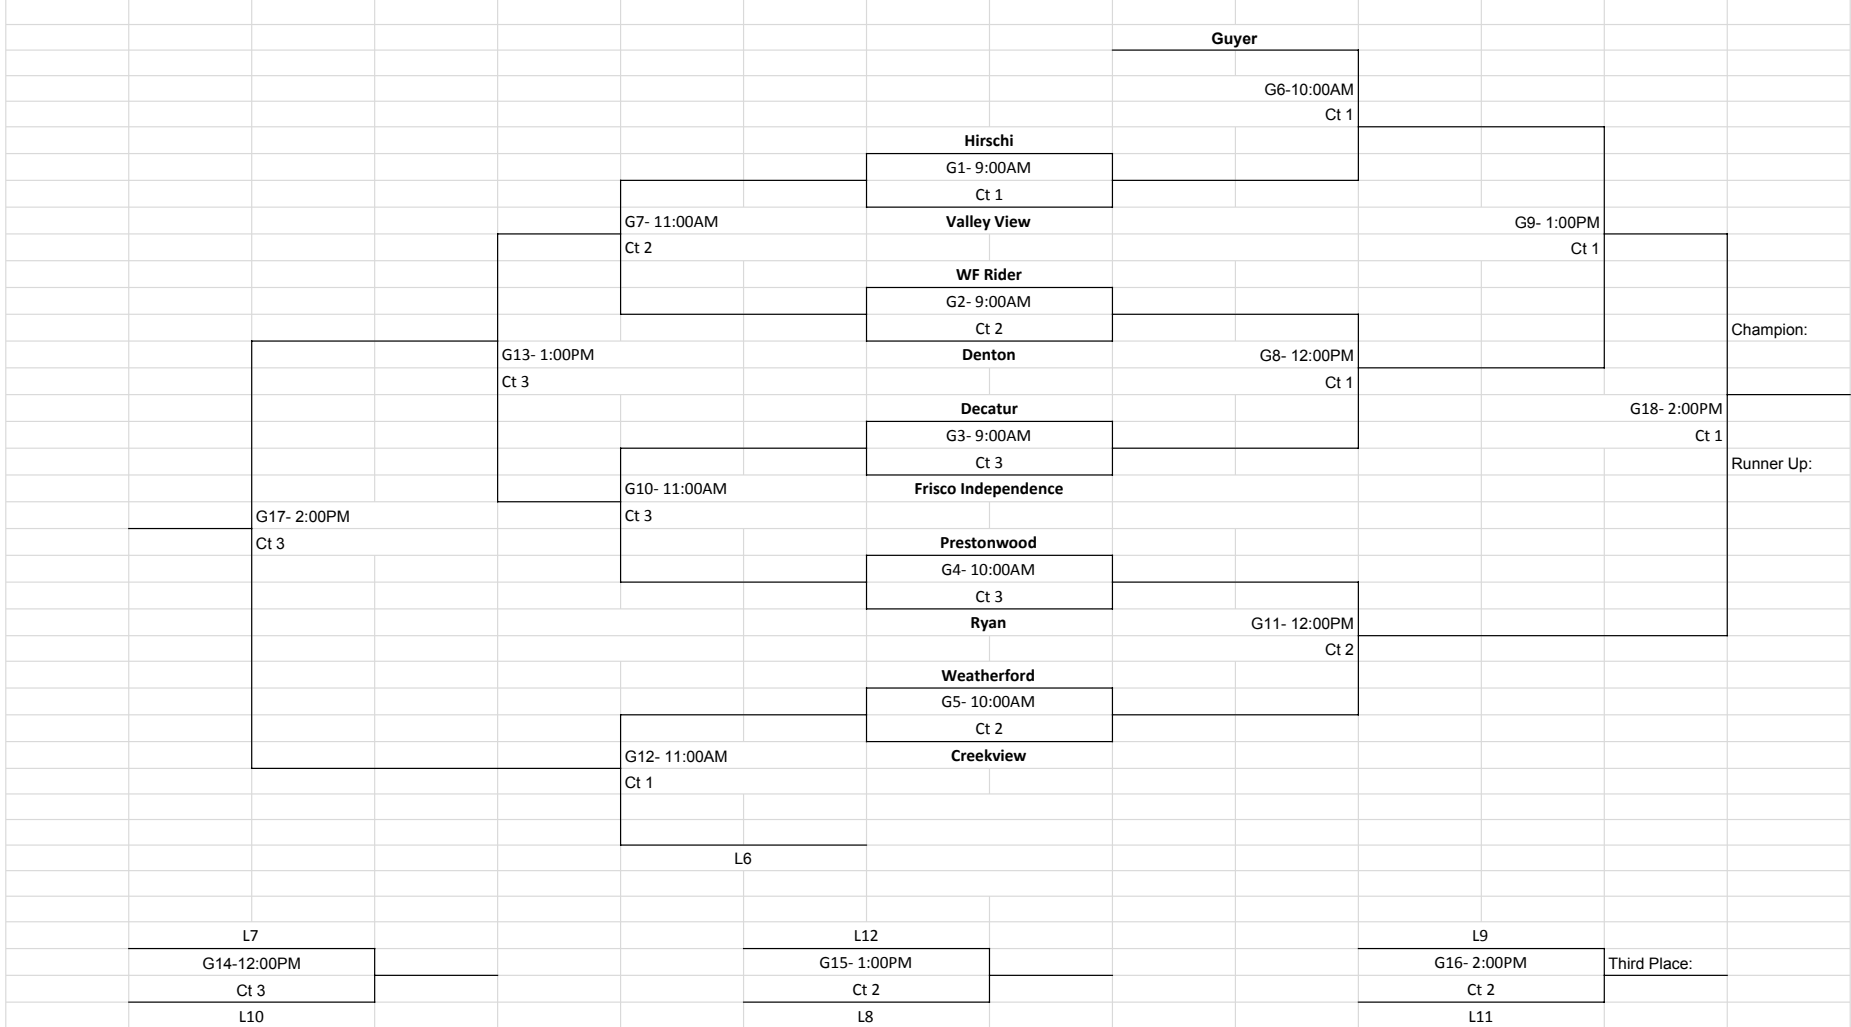 Guyer
G6-10:00AM
Ct 1
Hirschi
G1- 9:00AM
Ct 1
G7- 11:00AM
Valley View
G9- 1:00PM
Ct 2
Ct 1
WF Rider
G2- 9:00AM
Ct 2
Champion:
G13- 1:00PM
Denton
G8- 12:00PM
Ct 3
Ct 1
Decatur
G18- 2:00PM
G3- 9:00AM
Ct 1
Ct 3
Runner Up:
G10- 11:00AM
Frisco Independence
G17- 2:00PM
Ct 3
Ct 3
Prestonwood
G4- 10:00AM
Ct 3
Ryan
G11- 12:00PM
Ct 2
Weatherford
G5- 10:00AM
Ct 2
G12- 11:00AM
Creekview
Ct 1
L6
L7
L12
L9
G14-12:00PM
G15- 1:00PM
G16- 2:00PM
Third Place:
Ct 3
Ct 2
Ct 2
L10
L8
L11